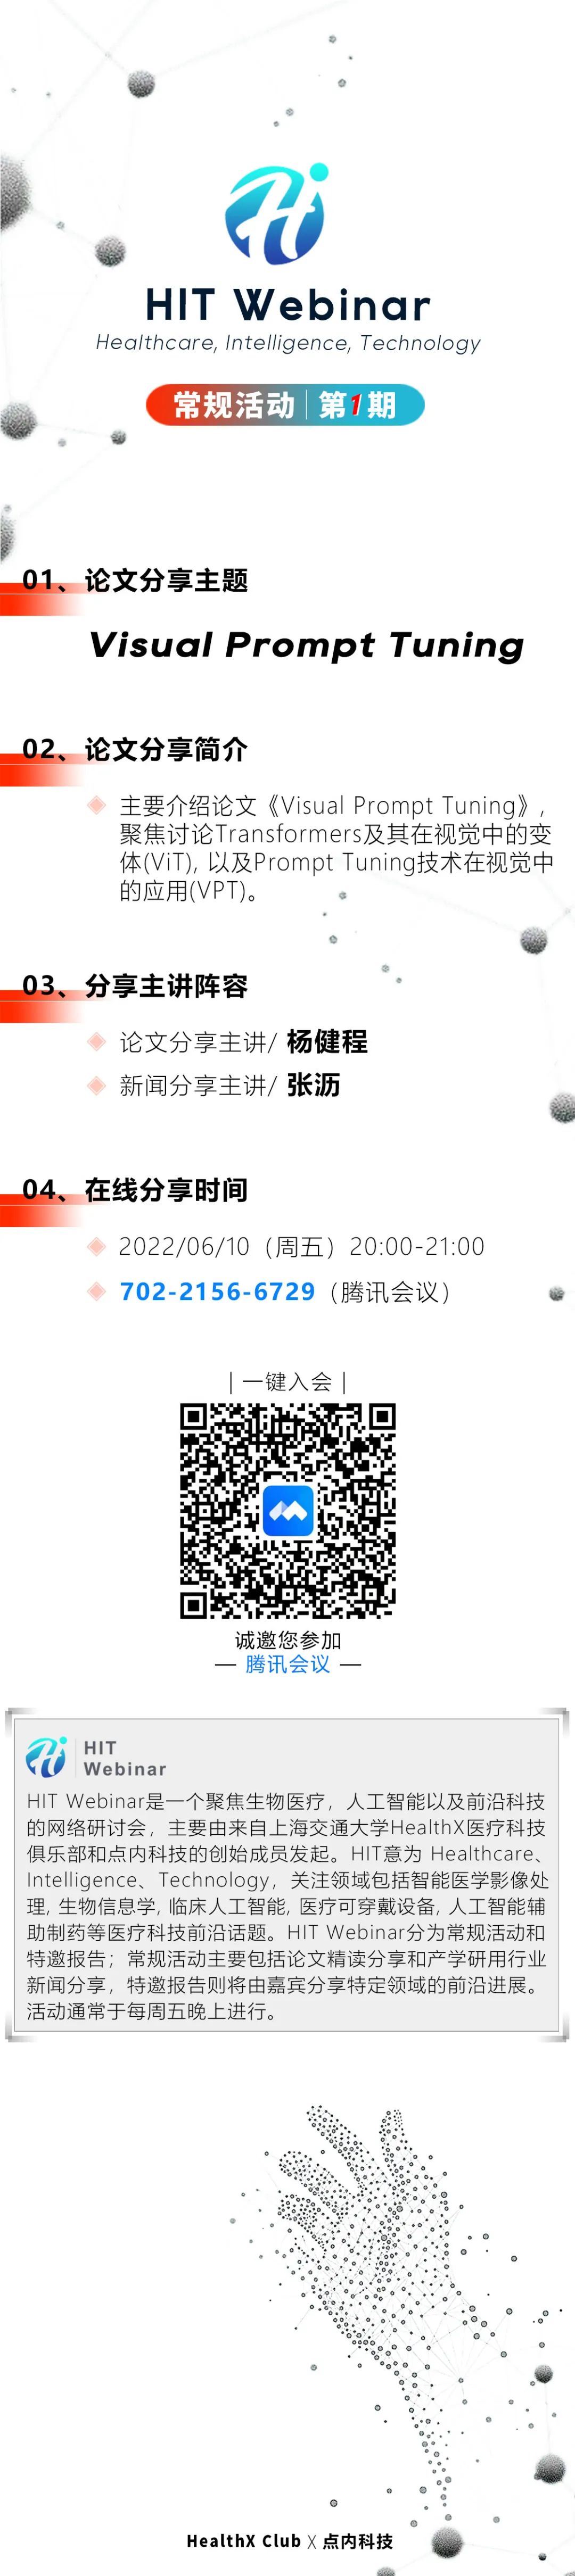 HIT Webinar
Healthcare, Intelligence, Technology
常规活动 | 第1期
01、论文分享主题
Visual Prompt Tuning
02、论文分享简介
主要介绍论文《Visual Prompt Tuning》,
聚焦讨论Transformers及其在视觉中的变
体(ViT), 以及Prompt Tuning技术在视觉中
的应用(VPT)。
03、分享主讲阵容
论文分享主讲/ 杨健程
新闻分享主讲/ 张沥
04、在线分享时间
2022/06/10（周五）20:00-21:00
702-2156-6729（腾讯会议）
| 一键入会 |
诚邀您参加
— 腾讯会议 —
HIT
Webinar
HIT Webinar是一个聚焦生物医疗，人工智能以及前沿科技
的网络研讨会，主要由来自上海交通大学HealthX医疗科技
俱乐部和点内科技的创始成员发起。HIT意为 Healthcare、
Intelligence、Technology，关注领域包括智能医学影像处
理, 生物信息学, 临床人工智能, 医疗可穿戴设备, 人工智能辅
助制药等医疗科技前沿话题。HIT Webinar分为常规活动和
特邀报告；常规活动主要包括论文精读分享和产学研用行业
新闻分享，特邀报告则将由嘉宾分享特定领域的前沿进展。
活动通常于每周五晚上进行。
HealthX Club X 点内科技